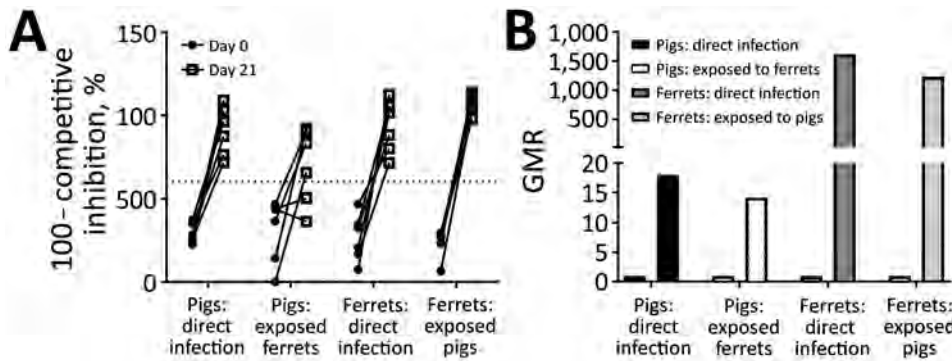 A
100 - competitive
inhibition, %
150
100
500
0
Day 0
Day 21
Pigs:
direct
infection
Pigs:
exposed
ferrets
Ferrets:
direct
infection
Ferrets:
exposed
pigs
B
GMR
1,000
1,500
1,000
500
20
15
10
5
0
Pigs: direct infection
Pigs: exposed to ferrets
Ferrets: direct infection
Ferrets: exposed to pigs
Pigs:
direct
infection
Pigs:
exposed
ferrets
Ferrets:
direct
infection
Ferrets:
exposed
pigs